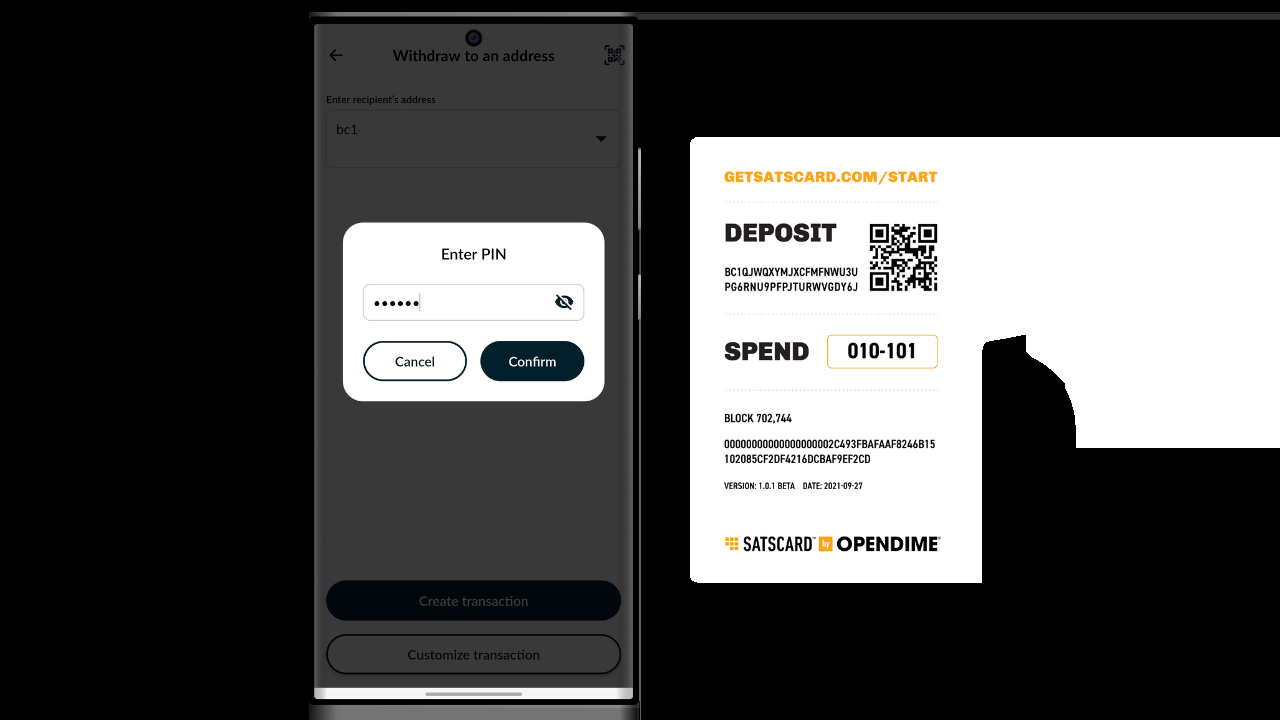 Withdraw to an address
Enter recipient's address
bc1
Enter PIN
••••••
Cancel
Confirm
Create transaction
Customize transaction
GETSATSCARD.COM/START
DEPOSIT
BC1QJWQXYMJXCFMFNWU3U
PG6RNU9PFPJTURWVGDY6J
SPEND
010-101
BLOCK 702,744
0000000000000000002C493FBAFAAF8246B15
102085CF2DF4216DCBAF9EF2CD
VERSION: 1.0.1 BETA DATE: 2021-09-27
SATSCARD™ by OPENDIME®